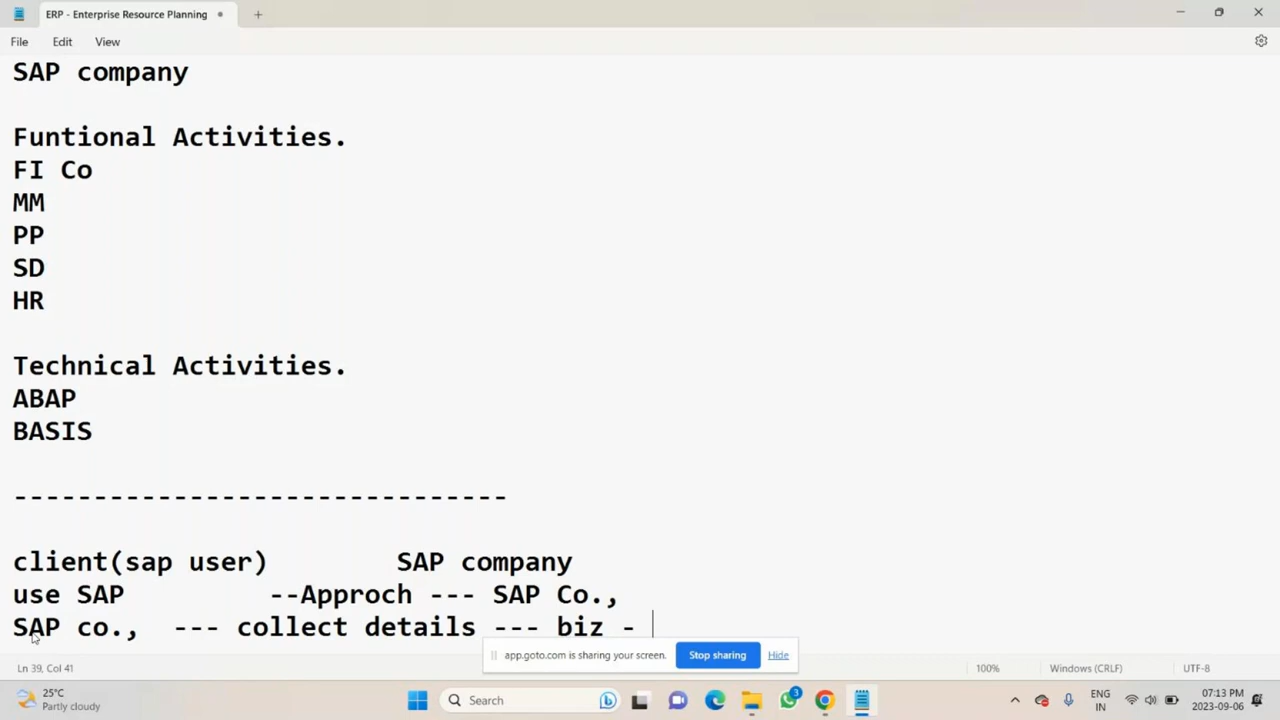 ERP - Enterprise Resource Planning
File Edit View
SAP company
Funtional Activities.
FI Co
MM
PP
SD
HR
Technical Activities.
ABAP
BASIS
-------------------------------
client(sap user) SAP company
use SAP --Approch --- SAP Co.,
SAP co., --- collect details --- biz -
app.goto.com is sharing your screen. Stop sharing Hide
Ln 39, Col 41 100% Windows (CRLF) UTF-8
25°C
Partly cloudy
Search
3
ENG
IN
07:13 PM
2023-09-06